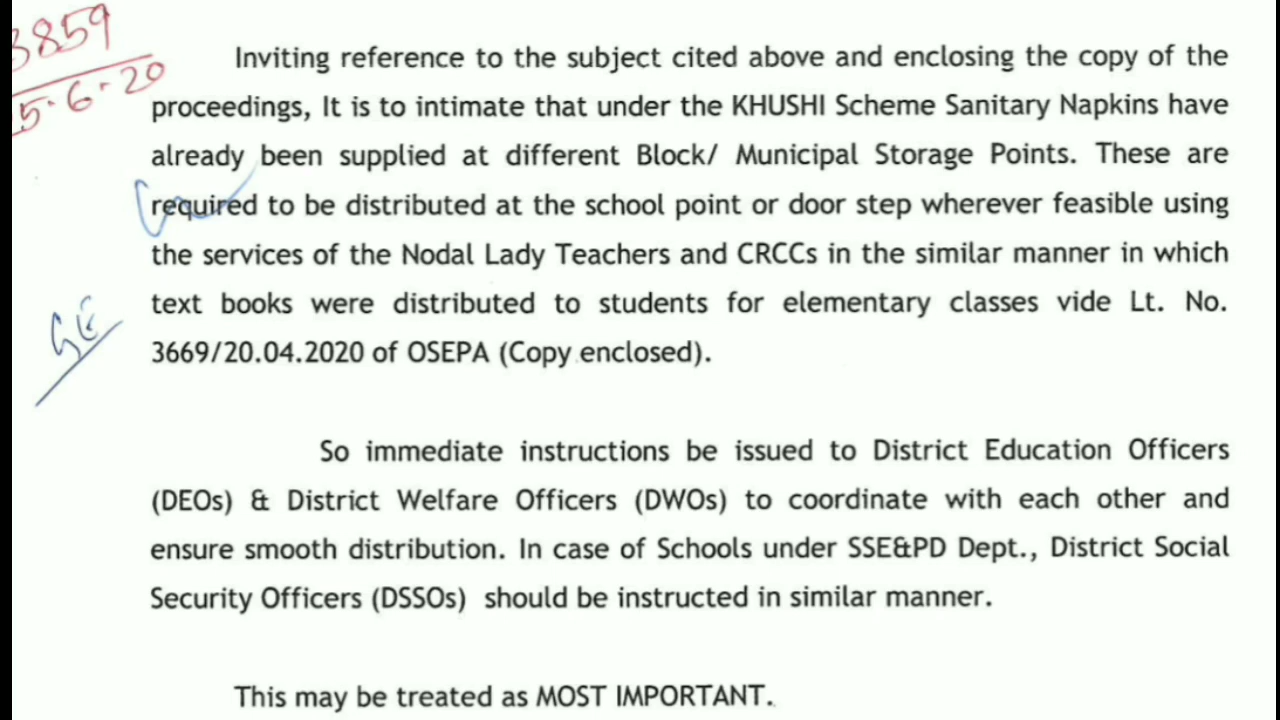 3859
5.6.20
Inviting reference to the subject cited above and enclosing the copy of the
proceedings, It is to intimate that under the KHUSHI Scheme Sanitary Napkins have
already been supplied at different Block/ Municipal Storage Points. These are
required to be distributed at the school point or door step wherever feasible using
the services of the Nodal Lady Teachers and CRCCs in the similar manner in which
text books were distributed to students for elementary classes vide Lt. No.
3669/20.04.2020 of OSEPA (Copy enclosed).
So immediate instructions be issued to District Education Officers
(DEOs) & District Welfare Officers (DWOs) to coordinate with each other and
ensure smooth distribution. In case of Schools under SSE&PD Dept., District Social
Security Officers (DSSOs) should be instructed in similar manner.
This may be treated as MOST IMPORTANT.